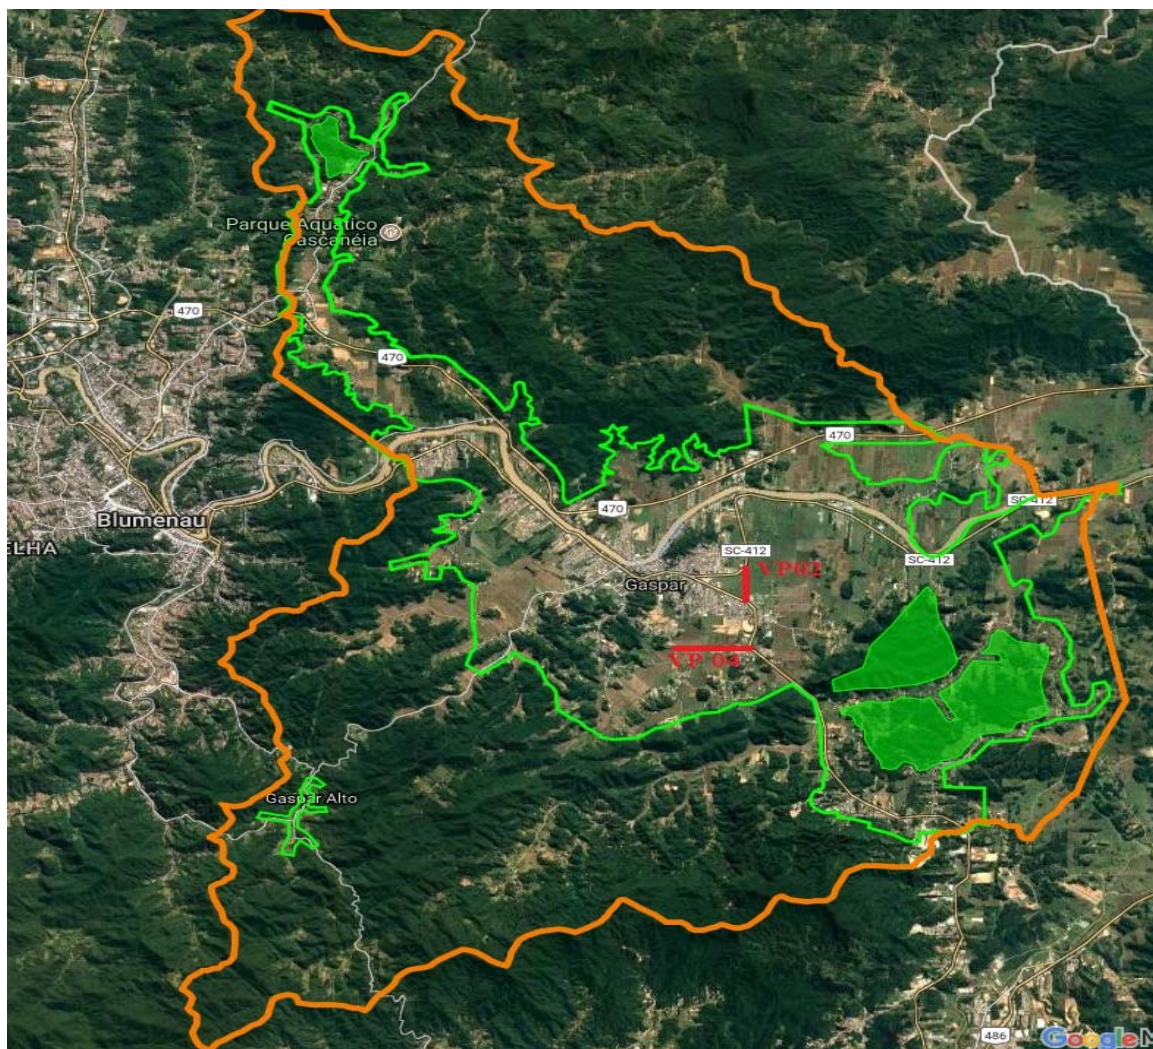 Parque Aquático
Cascanéia
470
470
470
Blumenau
ELHA
470
SC-412
SC-412
SC-412
Gaspar
VP02
VP 04
Gaspar Alto
486
GoogleM